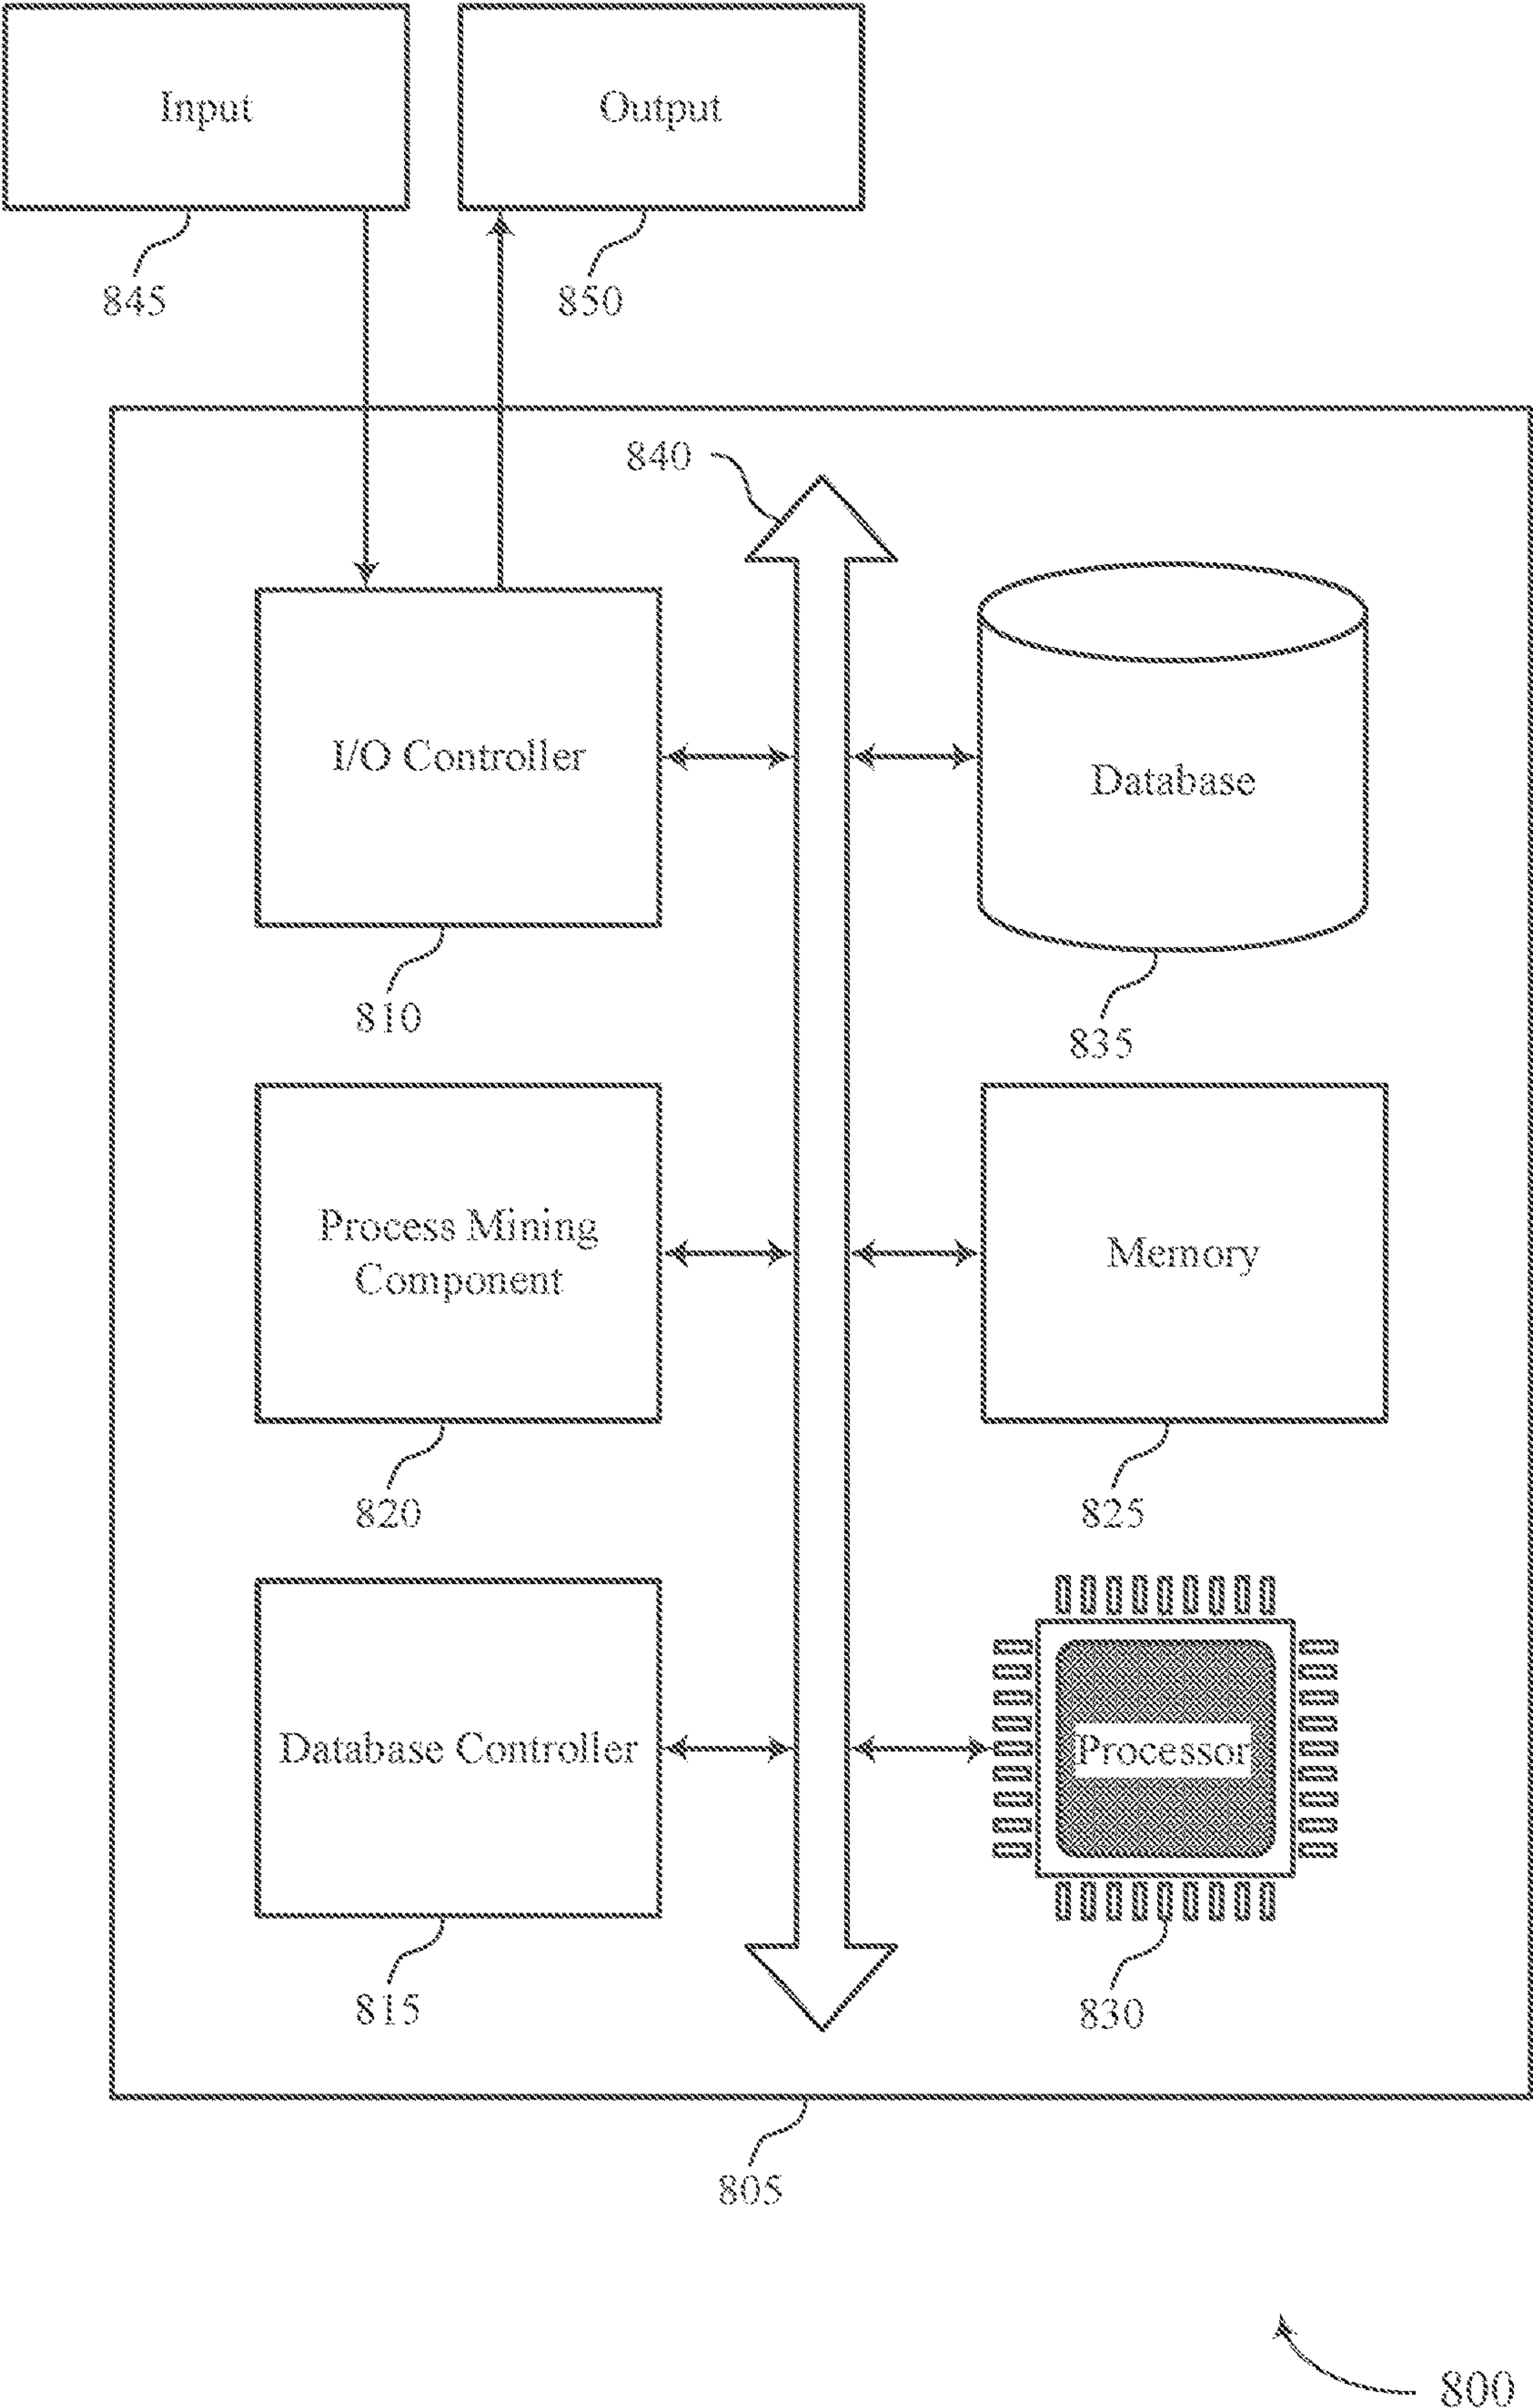 Input
Output
845
850
840
I/O Controller
Database
810
835
Process Mining
Component
Memory
820
825
Database Controller
Processor
815
830
805
800